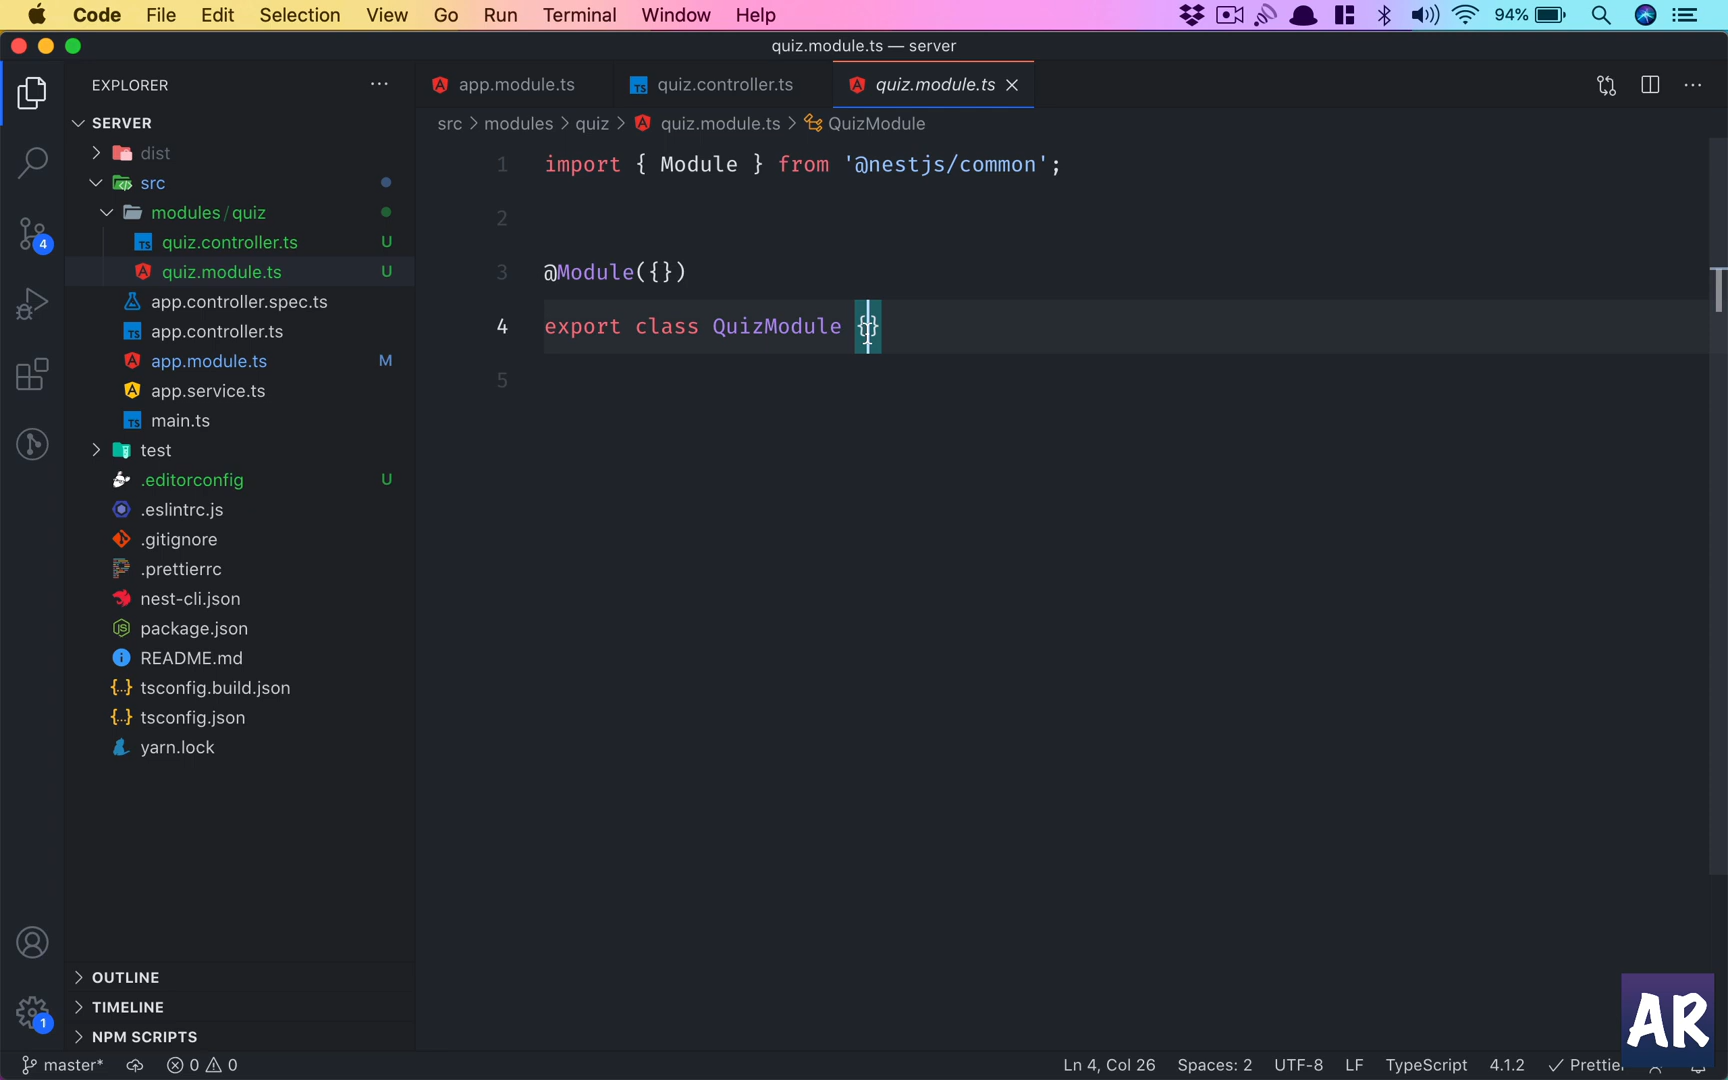 Code File Edit Selection View Go Run Terminal Window Help 94%
quiz.module.ts — server
EXPLORER
app.module.ts quiz.controller.ts quiz.module.ts
SERVER
src > modules > quiz > quiz.module.ts > QuizModule
dist
src
modules/quiz
quiz.controller.ts U
quiz.module.ts U
app.controller.spec.ts
app.controller.ts
app.module.ts M
app.service.ts
main.ts
test
.editorconfig U
.eslintrc.js
.gitignore
.prettierrc
nest-cli.json
package.json
README.md
tsconfig.build.json
tsconfig.json
yarn.lock
4
1
OUTLINE
TIMELINE
NPM SCRIPTS
1 import { Module } from '@nestjs/common';
2
3 @Module({})
4 export class QuizModule {}
5
AR
master* 0 0 Ln 4, Col 26 Spaces: 2 UTF-8 LF TypeScript 4.1.2